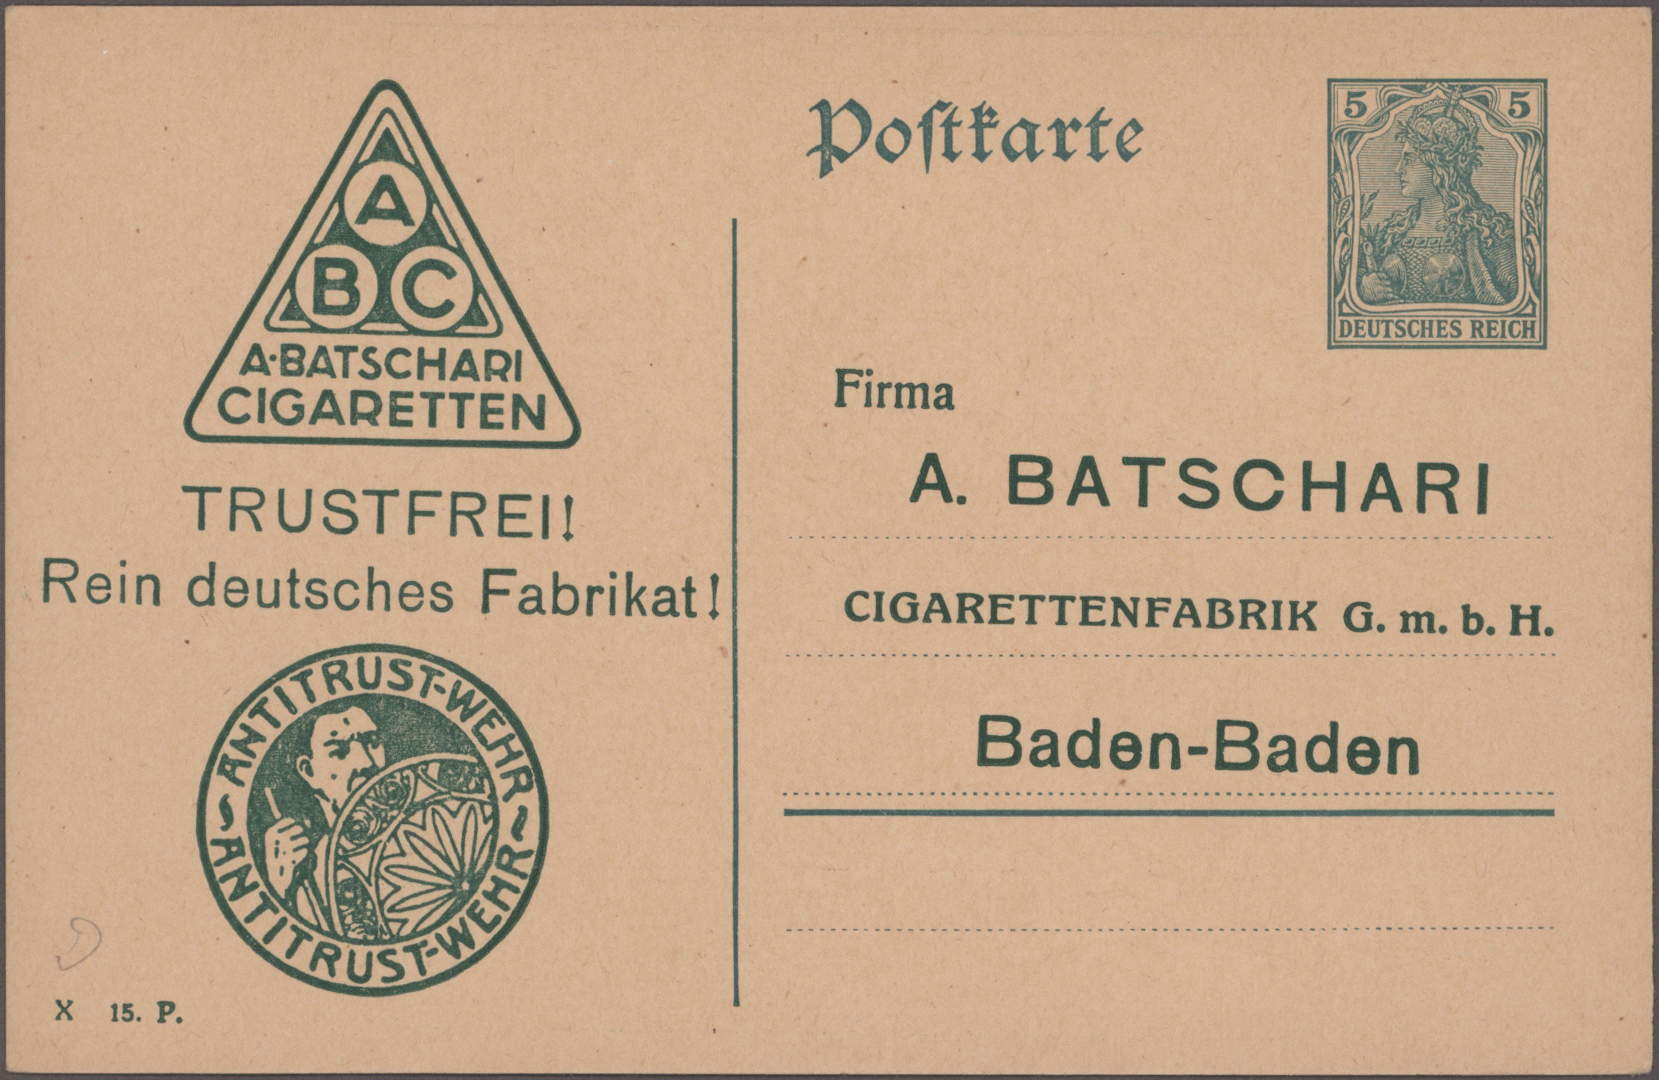 A
B C
A·BATSCHARI
CIGARETTEN
TRUSTFREI!
Rein deutsches Fabrikat!
ANTITRUST-WEHR
ANTITRUST-WEHR
X 15. P.
Poſtkarte
5 5
DEUTSCHES REICH
Firma
A. BATSCHARI
CIGARETTENFABRIK G. m. b. H.
Baden-Baden